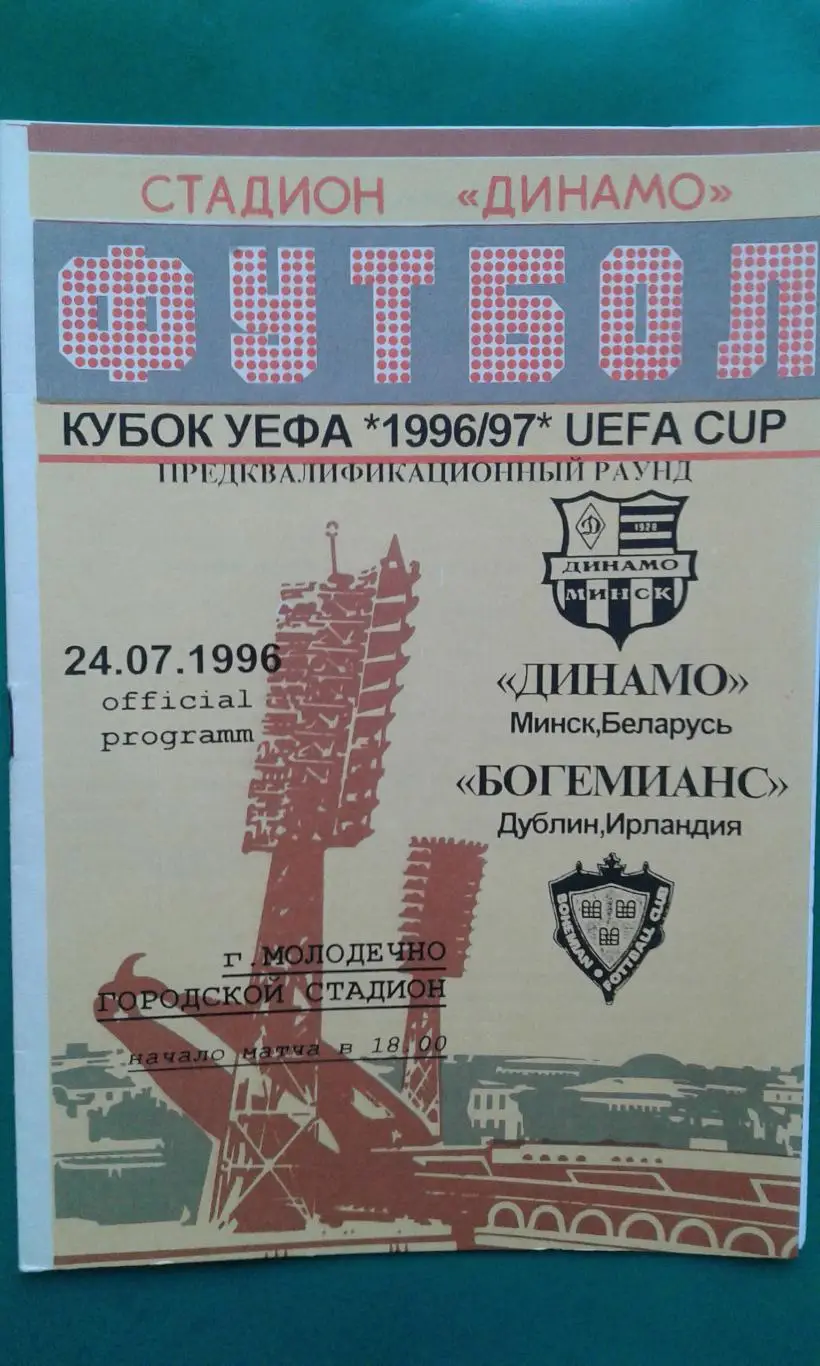 СТАДИОН «ДИНАМО»
ФУТБОЛ
КУБОК УЕФА *1996/97* UEFA CUP
ПРЕДКВАЛИФИКАЦИОННЫЙ РАУНД
Д
1928
ДИНАМО
МИНСК
24.07.1996
official
programm
«ДИНАМО»
Минск,Беларусь
«БОГЕМИАНС»
Дублин,Ирландия
BOHEMIAN FOTTBALL CLUB
г.МОЛОДЕЧНО
ГОРОДСКОЙ СТАДИОН
начало матча в 18.00